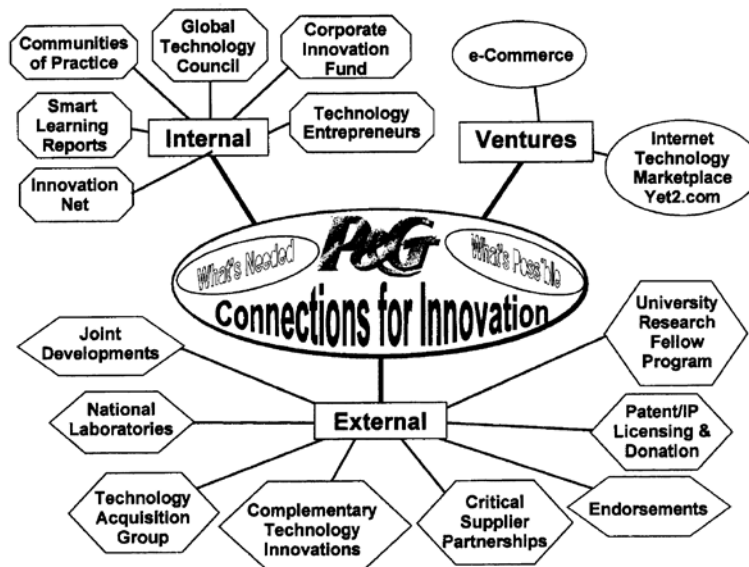 Communities
of Practice
Global
Technology
Council
Corporate
Innovation
Fund
Smart
Learning
Reports
Internal
Technology
Entrepreneurs
Innovation
Net
e-Commerce
Ventures
Internet
Technology
Marketplace
Yet2.com
What's Needed
P&G
What's Possible
Connections for Innovation
Joint
Developments
University
Research
Fellow
Program
National
Laboratories
External
Patent/IP
Licensing &
Donation
Technology
Acquisition
Group
Complementary
Technology
Innovations
Critical
Supplier
Partnerships
Endorsements